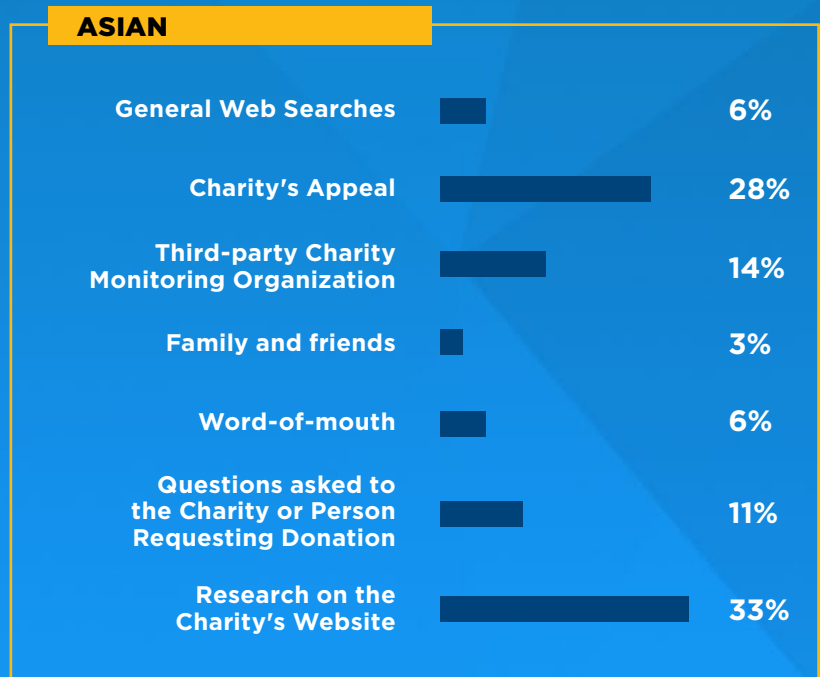 ASIAN
General Web Searches 6%
Charity's Appeal 28%
Third-party Charity
Monitoring Organization 14%
Family and friends 3%
Word-of-mouth 6%
Questions asked to
the Charity or Person 11%
Requesting Donation
Research on the
Charity's Website 33%